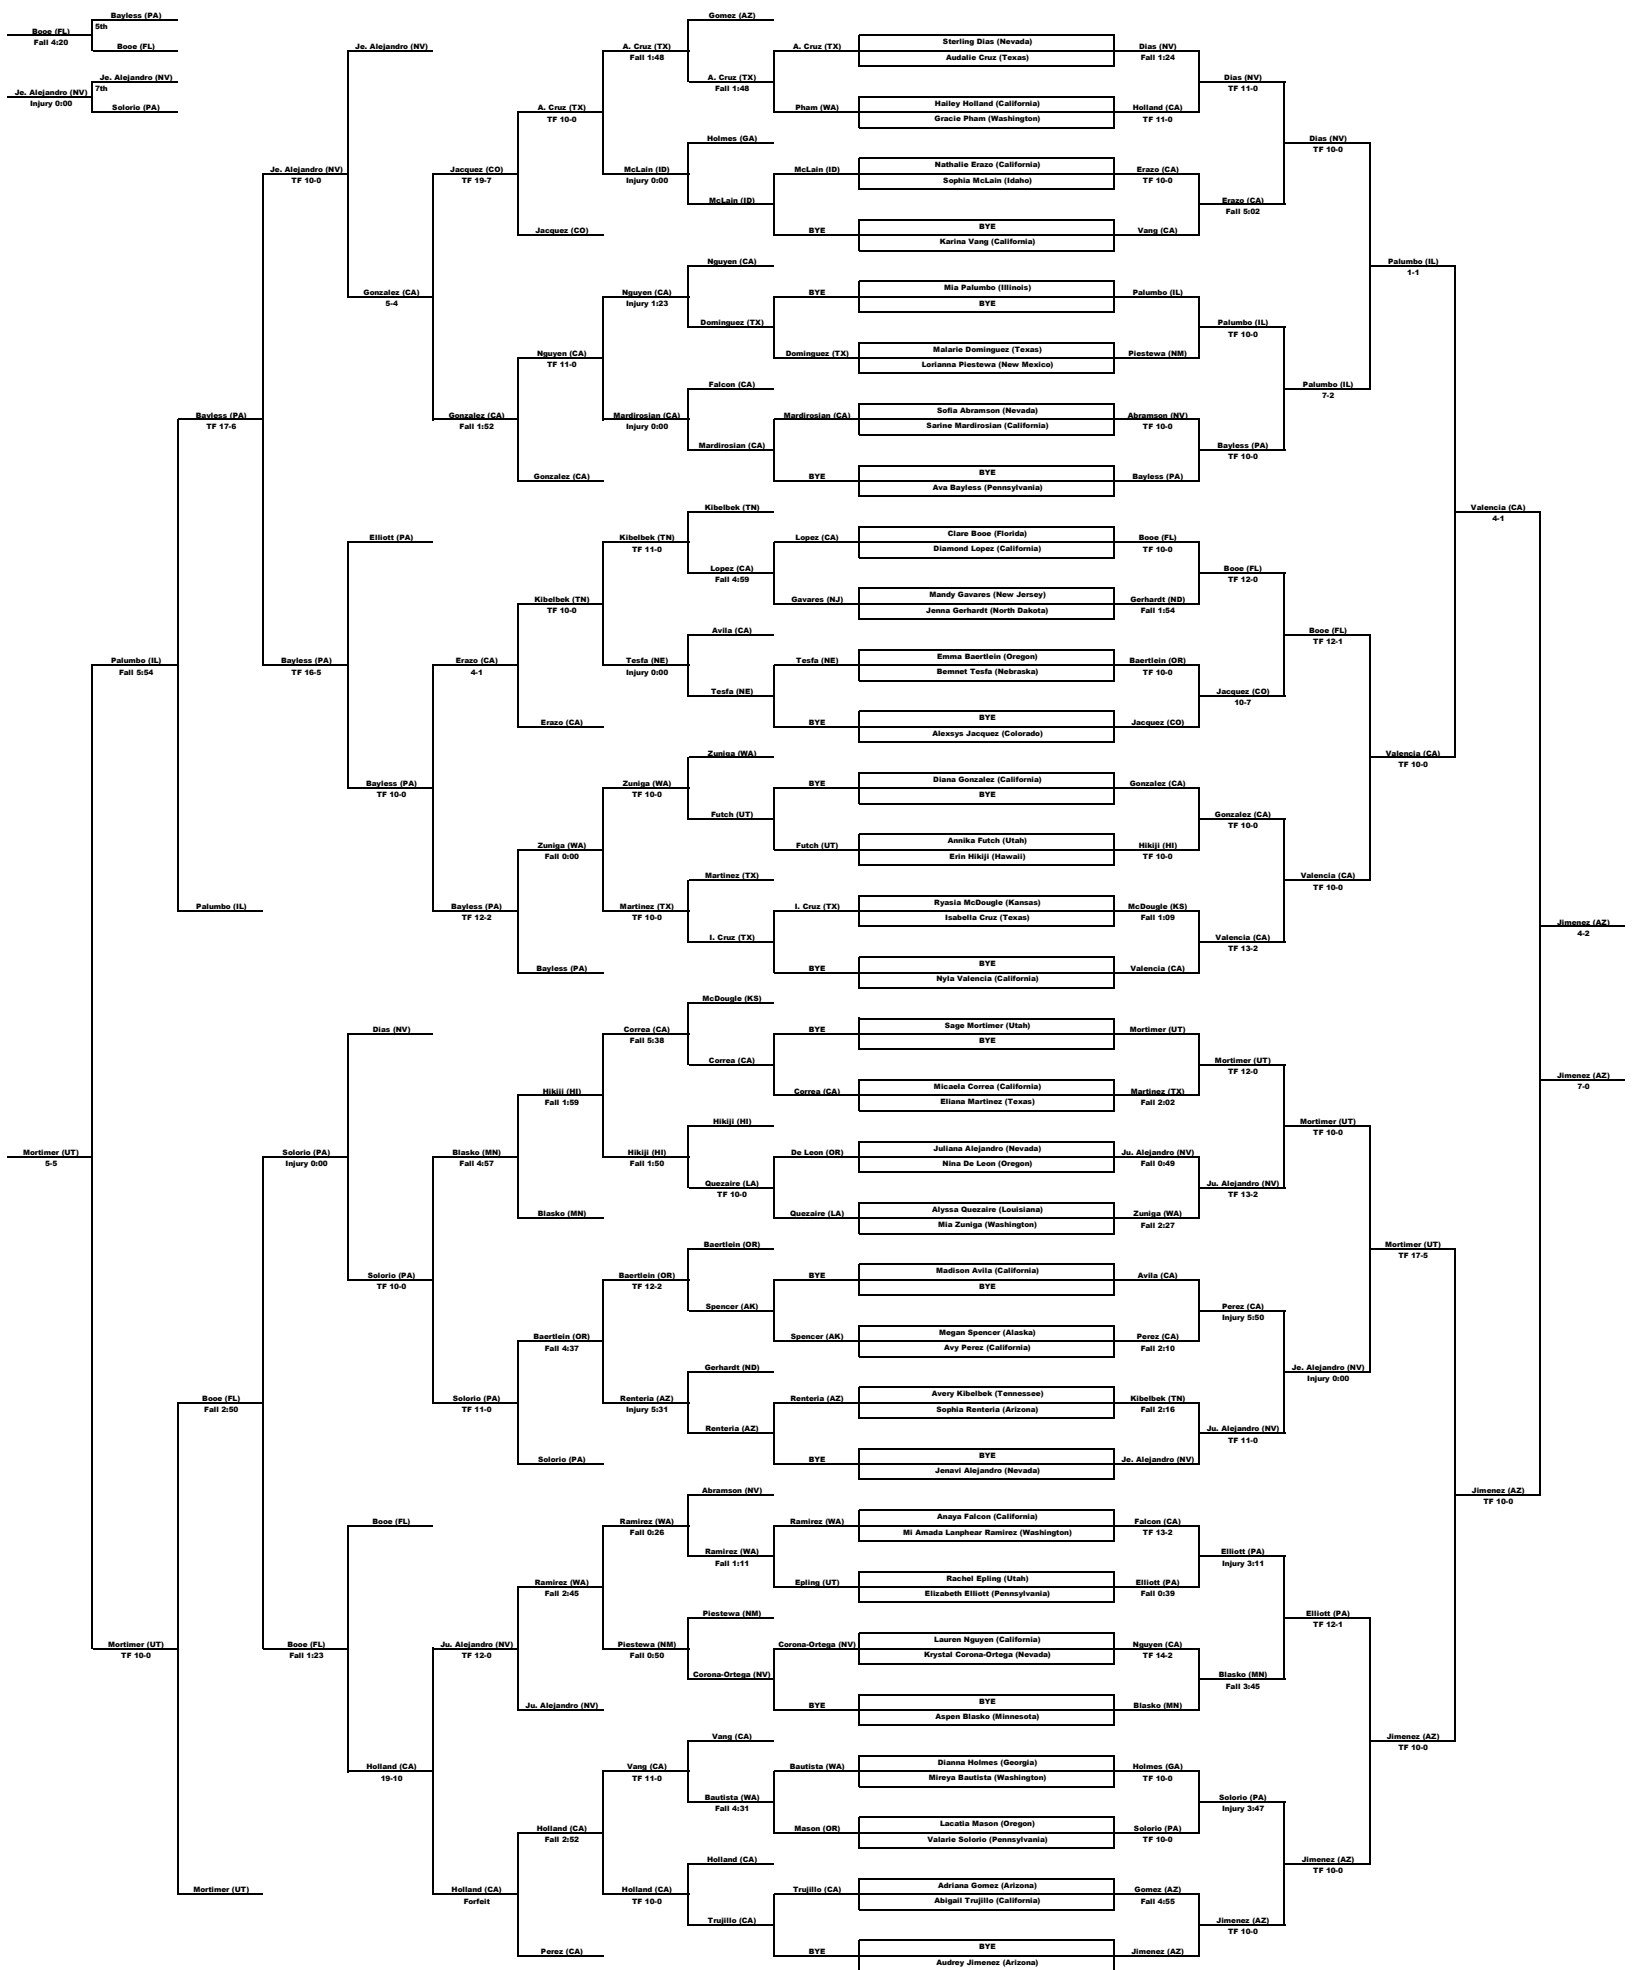 Bayless (PA)
5th
Booe (FL)
Fall 4:20
Booe (FL)
Je. Alejandro (NV)
7th
Je. Alejandro (NV)
Injury 0:00
Solorio (PA)
Mortimer (UT)
5-5
Palumbo (IL)
Fall 5:54
Mortimer (UT)
TF 10-0
Bayless (PA)
TF 17-6
Palumbo (IL)
Booe (FL)
Fall 2:50
Mortimer (UT)
Je. Alejandro (NV)
TF 10-0
Bayless (PA)
TF 16-5
Solorio (PA)
Injury 0:00
Booe (FL)
Fall 1:23
Je. Alejandro (NV)
Gonzalez (CA)
5-4
Elliott (PA)
Bayless (PA)
TF 10-0
Dias (NV)
Solorio (PA)
TF 10-0
Booe (FL)
Holland (CA)
19-10
Jacquez (CO)
TF 19-7
Gonzalez (CA)
Fall 1:52
Erazo (CA)
4-1
Bayless (PA)
TF 12-2
Blasko (MN)
Fall 4:57
Solorio (PA)
TF 11-0
Ju. Alejandro (NV)
TF 12-0
Holland (CA)
Forfeit
A. Cruz (TX)
TF 10-0
Jacquez (CO)
Nguyen (CA)
TF 11-0
Gonzalez (CA)
Kibelbek (TN)
TF 10-0
Erazo (CA)
Zuniga (WA)
Fall 0:00
Bayless (PA)
Hikiji (HI)
Fall 1:59
Blasko (MN)
Baertlein (OR)
Fall 4:37
Solorio (PA)
Ramirez (WA)
Fall 2:45
Ju. Alejandro (NV)
Holland (CA)
Fall 2:52
Perez (CA)
A. Cruz (TX)
Fall 1:48
McLain (ID)
Injury 0:00
Nguyen (CA)
Injury 1:23
Mardirosian (CA)
Injury 0:00
Kibelbek (TN)
TF 11-0
Tesfa (NE)
Injury 0:00
Zuniga (WA)
TF 10-0
Martinez (TX)
TF 10-0
Correa (CA)
Fall 5:38
Hikiji (HI)
Fall 1:50
Baertlein (OR)
TF 12-2
Renteria (AZ)
Injury 5:31
Ramirez (WA)
Fall 0:26
Piestewa (NM)
Fall 0:50
Vang (CA)
TF 11-0
Holland (CA)
TF 10-0
Gomez (AZ)
A. Cruz (TX)
Fall 1:48
Holmes (GA)
McLain (ID)
Nguyen (CA)
Dominguez (TX)
Falcon (CA)
Mardirosian (CA)
Kibelbek (TN)
Lopez (CA)
Fall 4:59
Avila (CA)
Tesfa (NE)
Zuniga (WA)
Futch (UT)
Martinez (TX)
I. Cruz (TX)
McDougle (KS)
Correa (CA)
Hikiji (HI)
Quezaire (LA)
TF 10-0
Baertlein (OR)
Spencer (AK)
Gerhardt (ND)
Renteria (AZ)
Abramson (NV)
Ramirez (WA)
Fall 1:11
Piestewa (NM)
Corona-Ortega (NV)
Vang (CA)
Bautista (WA)
Fall 4:31
Holland (CA)
Trujillo (CA)
A. Cruz (TX)
Pham (WA)
McLain (ID)
BYE
BYE
Dominguez (TX)
Mardirosian (CA)
BYE
Lopez (CA)
Gavares (NJ)
Tesfa (NE)
BYE
BYE
Futch (UT)
I. Cruz (TX)
BYE
BYE
Correa (CA)
De Leon (OR)
Quezaire (LA)
BYE
Spencer (AK)
Renteria (AZ)
BYE
Ramirez (WA)
Epling (UT)
Corona-Ortega (NV)
BYE
Bautista (WA)
Mason (OR)
Trujillo (CA)
BYE
Sterling Dias (Nevada)
Audalie Cruz (Texas)
Hailey Holland (California)
Gracie Pham (Washington)
Nathalie Erazo (California)
Sophia McLain (Idaho)
BYE
Karina Vang (California)
Mia Palumbo (Illinois)
BYE
Malarie Dominguez (Texas)
Lorianna Piestewa (New Mexico)
Sofia Abramson (Nevada)
Sarine Mardirosian (California)
BYE
Ava Bayless (Pennsylvania)
Clare Booe (Florida)
Diamond Lopez (California)
Mandy Gavares (New Jersey)
Jenna Gerhardt (North Dakota)
Emma Baertlein (Oregon)
Bemnet Tesfa (Nebraska)
BYE
Alexsys Jacquez (Colorado)
Diana Gonzalez (California)
BYE
Annika Futch (Utah)
Erin Hikiji (Hawaii)
Ryasia McDougle (Kansas)
Isabella Cruz (Texas)
BYE
Nyla Valencia (California)
Sage Mortimer (Utah)
BYE
Micaela Correa (California)
Eliana Martinez (Texas)
Juliana Alejandro (Nevada)
Nina De Leon (Oregon)
Alyssa Quezaire (Louisiana)
Mia Zuniga (Washington)
Madison Avila (California)
BYE
Megan Spencer (Alaska)
Avy Perez (California)
Avery Kibelbek (Tennessee)
Sophia Renteria (Arizona)
BYE
Jenavi Alejandro (Nevada)
Anaya Falcon (California)
Mi Amada Lanphear Ramirez (Washington)
Rachel Epling (Utah)
Elizabeth Elliott (Pennsylvania)
Lauren Nguyen (California)
Krystal Corona-Ortega (Nevada)
BYE
Aspen Blasko (Minnesota)
Dianna Holmes (Georgia)
Mireya Bautista (Washington)
Lacatia Mason (Oregon)
Valarie Solorio (Pennsylvania)
Adriana Gomez (Arizona)
Abigail Trujillo (California)
BYE
Audrey Jimenez (Arizona)
Dias (NV)
Fall 1:24
Holland (CA)
TF 11-0
Erazo (CA)
TF 10-0
Vang (CA)
Palumbo (IL)
Piestewa (NM)
Abramson (NV)
TF 10-0
Bayless (PA)
Booe (FL)
TF 10-0
Gerhardt (ND)
Fall 1:54
Baertlein (OR)
TF 10-0
Jacquez (CO)
Gonzalez (CA)
Hikiji (HI)
TF 10-0
McDougle (KS)
Fall 1:09
Valencia (CA)
Mortimer (UT)
Martinez (TX)
Fall 2:02
Ju. Alejandro (NV)
Fall 0:49
Zuniga (WA)
Fall 2:27
Avila (CA)
Perez (CA)
Fall 2:10
Kibelbek (TN)
Fall 2:16
Je. Alejandro (NV)
Falcon (CA)
TF 13-2
Elliott (PA)
Fall 0:39
Nguyen (CA)
TF 14-2
Blasko (MN)
Holmes (GA)
TF 10-0
Solorio (PA)
TF 10-0
Gomez (AZ)
Fall 4:55
Jimenez (AZ)
Dias (NV)
TF 11-0
Erazo (CA)
Fall 5:02
Palumbo (IL)
TF 10-0
Bayless (PA)
TF 10-0
Booe (FL)
TF 12-0
Jacquez (CO)
10-7
Gonzalez (CA)
TF 10-0
Valencia (CA)
TF 13-2
Mortimer (UT)
TF 12-0
Ju. Alejandro (NV)
TF 13-2
Perez (CA)
Injury 5:50
Ju. Alejandro (NV)
TF 11-0
Elliott (PA)
Injury 3:11
Blasko (MN)
Fall 3:45
Solorio (PA)
Injury 3:47
Jimenez (AZ)
TF 10-0
Dias (NV)
TF 10-0
Palumbo (IL)
7-2
Booe (FL)
TF 12-1
Valencia (CA)
TF 10-0
Mortimer (UT)
TF 10-0
Je. Alejandro (NV)
Injury 0:00
Elliott (PA)
TF 12-1
Jimenez (AZ)
TF 10-0
Palumbo (IL)
1-1
Valencia (CA)
TF 10-0
Mortimer (UT)
TF 17-5
Jimenez (AZ)
TF 10-0
Valencia (CA)
4-1
Jimenez (AZ)
TF 10-0
Jimenez (AZ)
4-2
Jimenez (AZ)
7-0